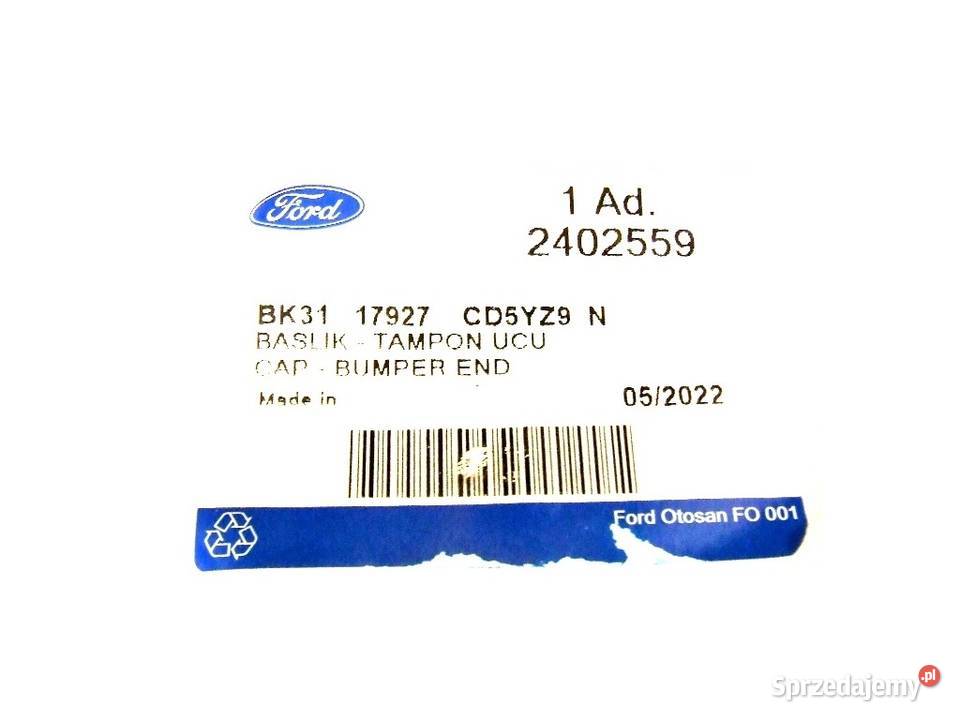 Ford
1 Ad.
2402559
BK31 17927 CD5YZ9 N
BASLIK - TAMPON UCU
CAP - BUMPER END
Made in
05/2022
Ford Otosan FO 001
Sprzedajemy.pl